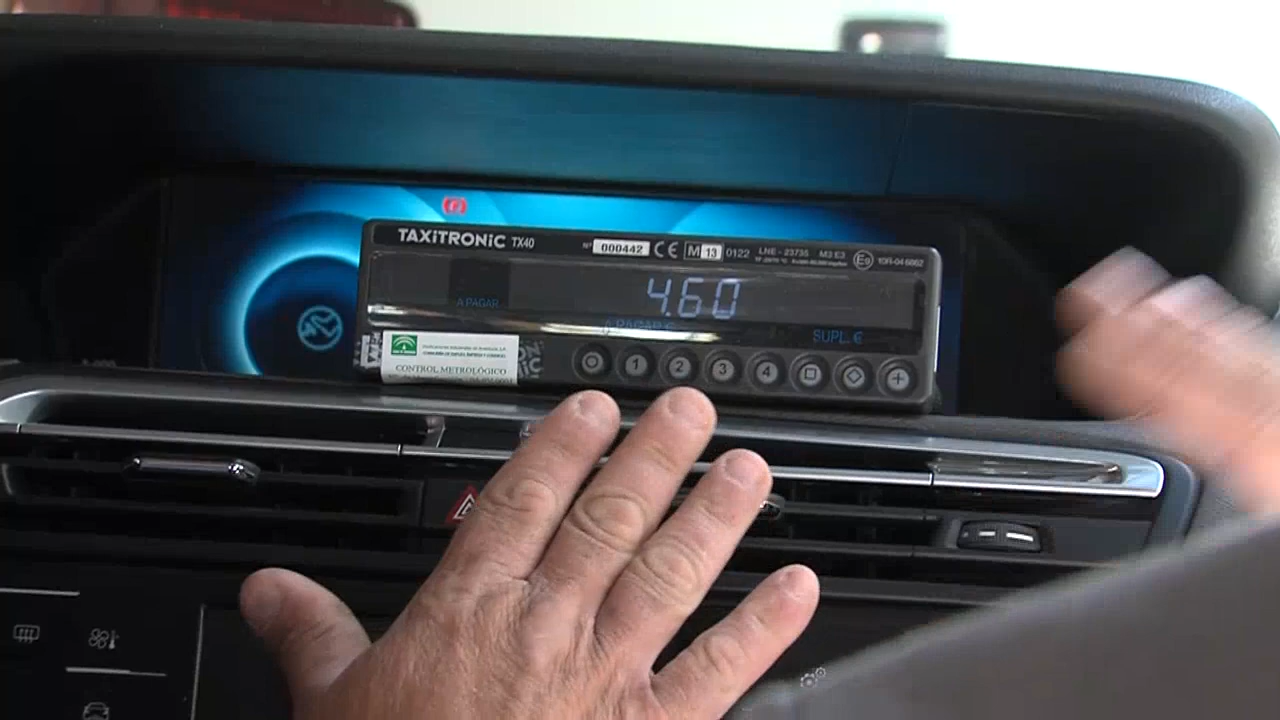 TAXiTRONiC TX40
Nº 000442 CE M 13 0122 LNE - 23735 M3 E3
E9 10R-04 6862
4.60
A PAGAR
A PAGAR €
SUPL. €
CONTROL METROLÓGICO
1 2 3 4 +